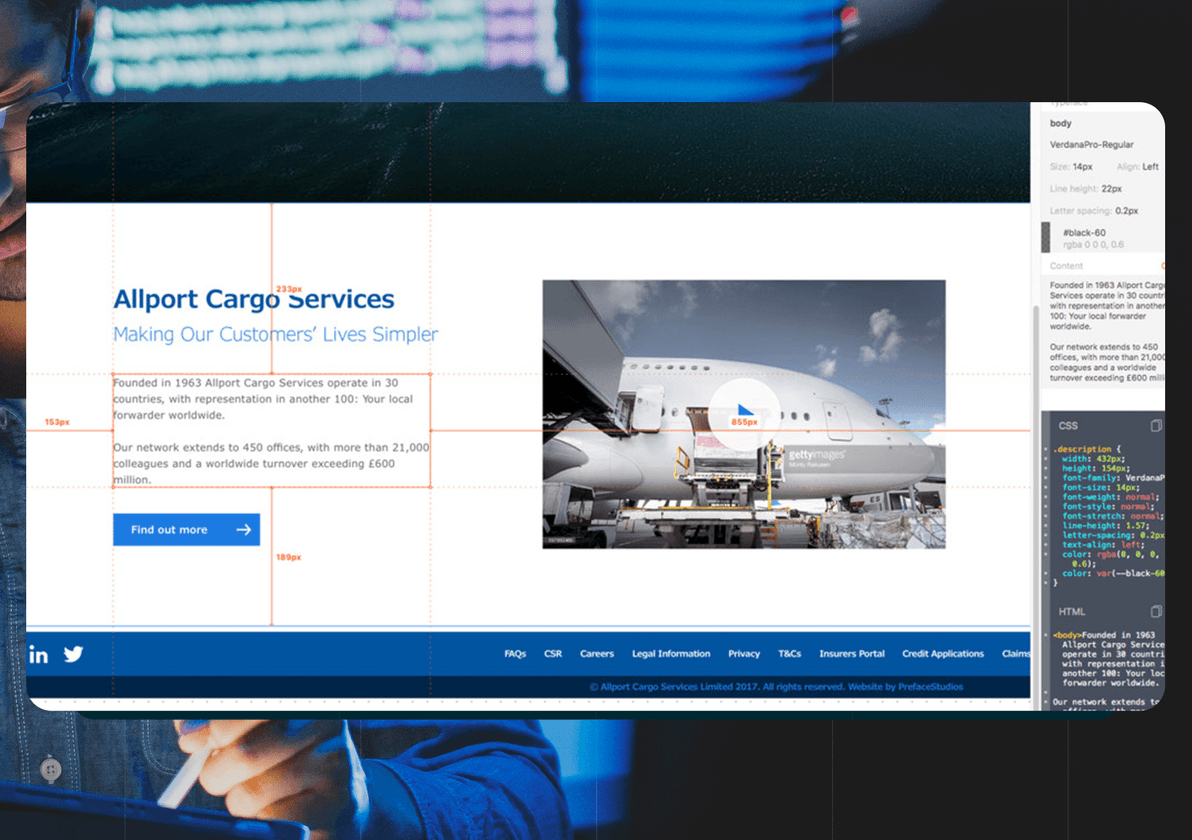 Typeface
body
VerdanaPro-Regular
Size: 14px Align: Left
Line height: 22px
Letter spacing: 0.2px
#black-60
rgba 0 0 0, 0.6
Content
Founded in 1963 Allport Cargo
Services operate in 30 countri
with representation in another
100: Your local forwarder
worldwide.
Our network extends to 450
offices, with more than 21,000
colleagues and a worldwide
turnover exceeding £600 milli
233px
Allport Cargo Services
Making Our Customers’ Lives Simpler
Founded in 1963 Allport Cargo Services operate in 30
countries, with representation in another 100: Your local
forwarder worldwide.
153px
855px
Our network extends to 450 offices, with more than 21,000
colleagues and a worldwide turnover exceeding £600
million.
gettyimages®
Monty Rakusen
ES
Find out more
189px
CSS
.description {
width: 432px;
height: 154px;
font-family: VerdanaP
font-size: 14px;
font-weight: normal;
font-style: normal;
font-stretch: normal;
line-height: 1.57;
letter-spacing: 0.2px
text-align: left;
color: rgba(0, 0, 0,
0.6);
color: var(--black-60
}
HTML
<body>Founded in 1963
Allport Cargo Service
operate in 30 countri
with representation i
another 100: Your loc
forwarder worldwide.
Our network extends to
in
FAQs CSR Careers Legal Information Privacy T&Cs Insurers Portal Credit Applications Claims
© Allport Cargo Services Limited 2017. All rights reserved. Website by PrefaceStudios